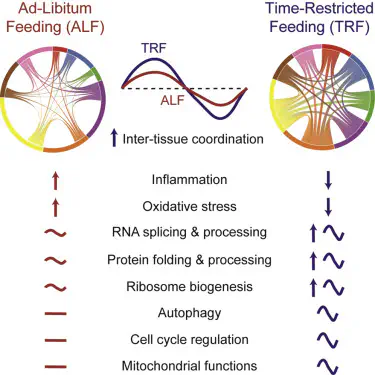 Ad-Libitum
Feeding (ALF)
Time-Restricted
Feeding (TRF)
TRF
ALF
Inter-tissue coordination
Inflammation
Oxidative stress
RNA splicing & processing
Protein folding & processing
Ribosome biogenesis
Autophagy
Cell cycle regulation
Mitochondrial functions